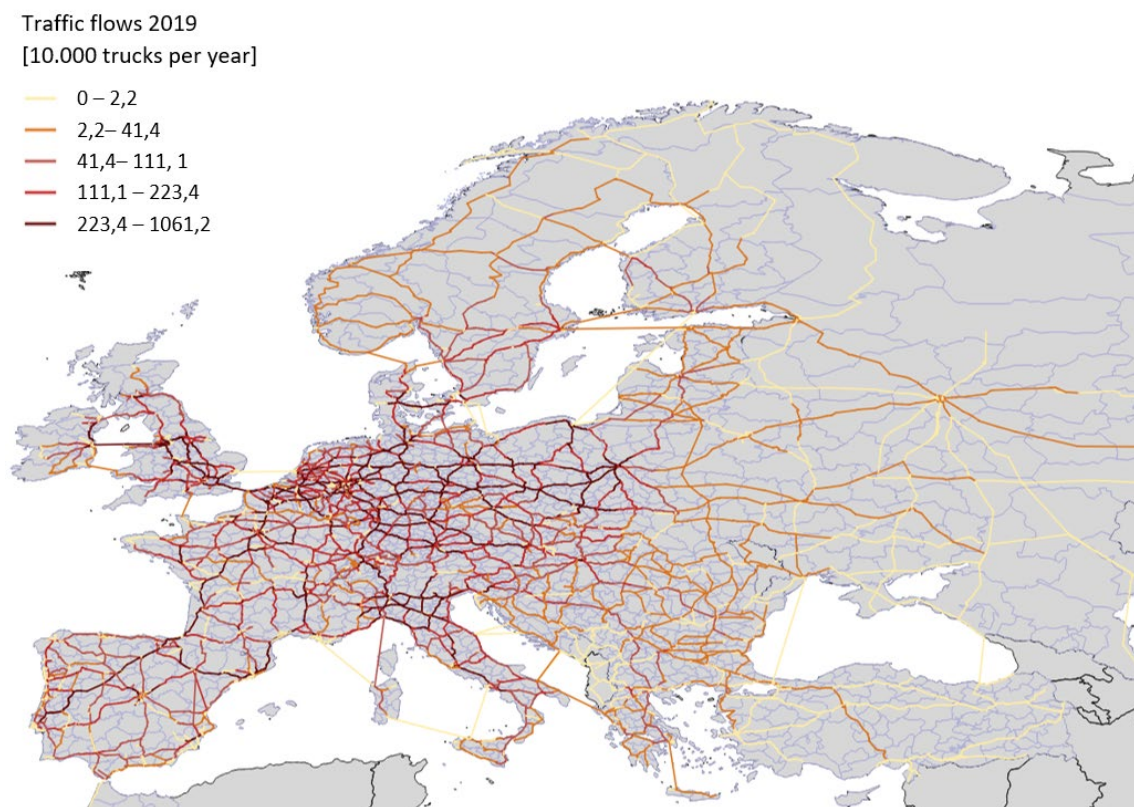 Traffic flows 2019
[10.000 trucks per year]
0 – 2,2
2,2– 41,4
41,4– 111, 1
111,1 – 223,4
223,4 – 1061,2